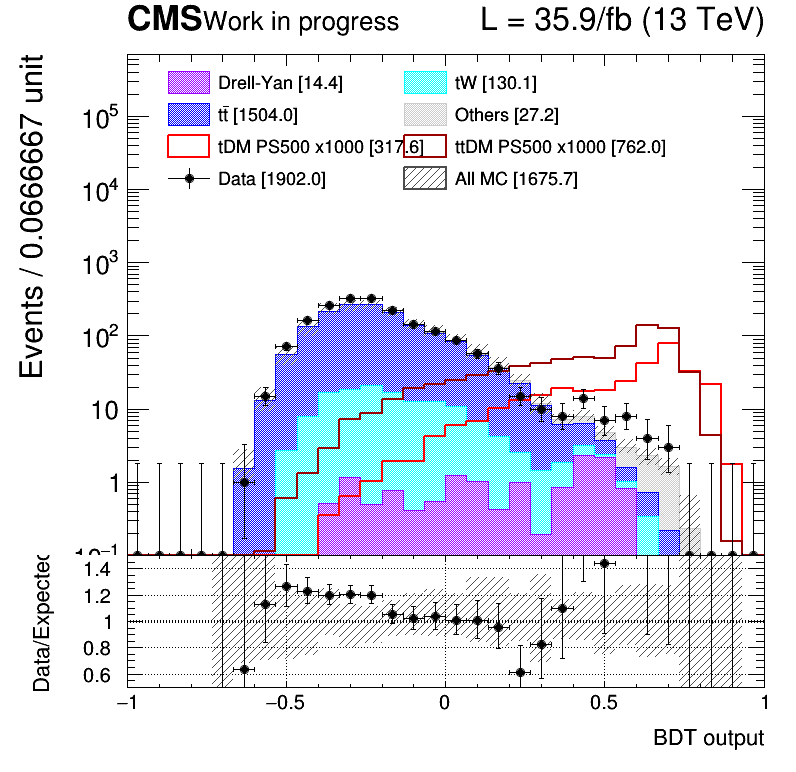 CMS Work in progress L = 35.9/fb (13 TeV)
Events / 0.0666667 unit
Drell-Yan [14.4] tW [130.1]
tt̄ [1504.0] Others [27.2]
tDM PS500 x1000 [317.6] ttDM PS500 x1000 [762.0]
Data [1902.0] All MC [1675.7]
10⁵
10⁴
10³
10²
10
1
10⁻¹
Data/Expected
1.4
1.2
1
0.8
0.6
−1 −0.5 0 0.5 1
BDT output